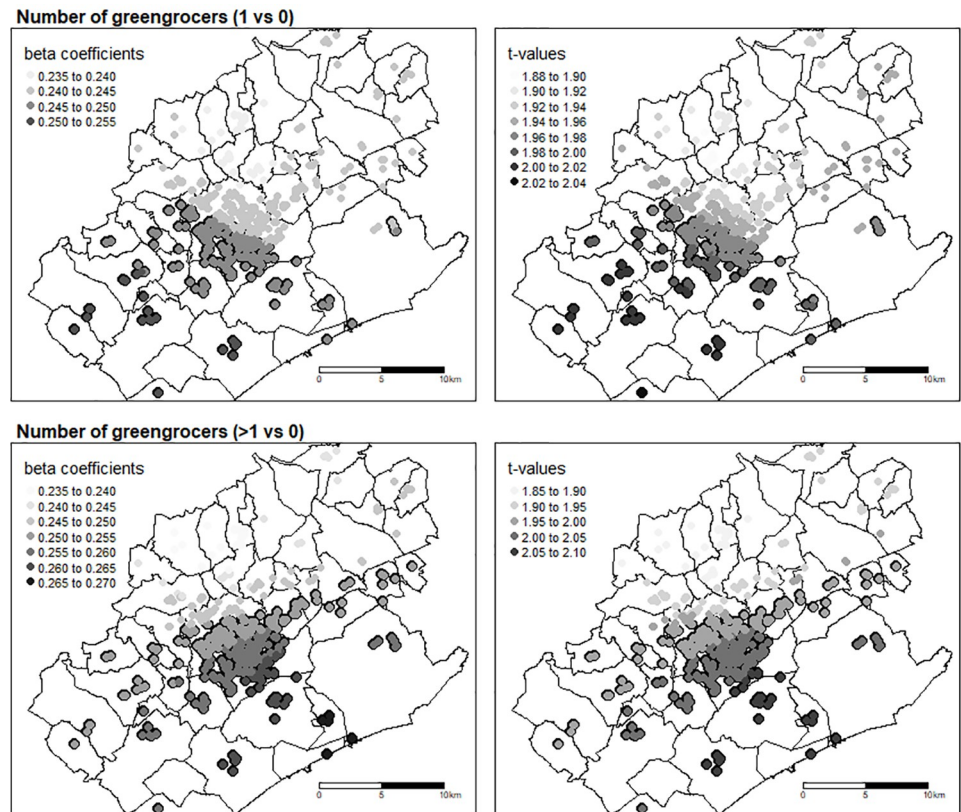 Number of greengrocers (1 vs 0)
beta coefficients
0.235 to 0.240
0.240 to 0.245
0.245 to 0.250
0.250 to 0.255
0 5 10km
t-values
1.88 to 1.90
1.90 to 1.92
1.92 to 1.94
1.94 to 1.96
1.96 to 1.98
1.98 to 2.00
2.00 to 2.02
2.02 to 2.04
0 5 10km
Number of greengrocers (>1 vs 0)
beta coefficients
0.235 to 0.240
0.240 to 0.245
0.245 to 0.250
0.250 to 0.255
0.255 to 0.260
0.260 to 0.265
0.265 to 0.270
0 5 10km
t-values
1.85 to 1.90
1.90 to 1.95
1.95 to 2.00
2.00 to 2.05
2.05 to 2.10
0 5 10km